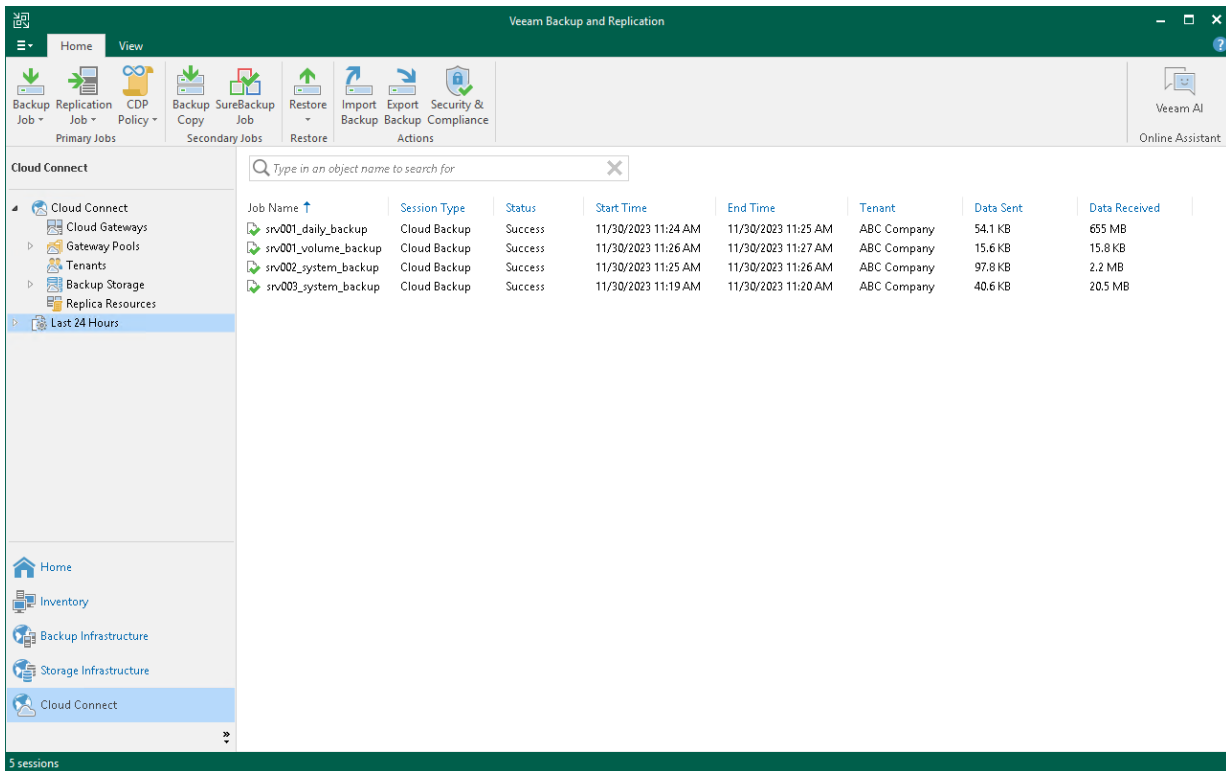 Veeam Backup and Replication
Home View
Backup Job Replication Job CDP Policy Backup Copy SureBackup Job Restore Import Backup Export Backup Security & Compliance Veeam AI
Primary Jobs Secondary Jobs Restore Actions Online Assistant
Cloud Connect
Type in an object name to search for
Cloud Connect
Cloud Gateways
Gateway Pools
Tenants
Backup Storage
Replica Resources
Last 24 Hours
Job Name Session Type Status Start Time End Time Tenant Data Sent Data Received
srv001_daily_backup Cloud Backup Success 11/30/2023 11:24 AM 11/30/2023 11:25 AM ABC Company 54.1 KB 655 MB
srv001_volume_backup Cloud Backup Success 11/30/2023 11:26 AM 11/30/2023 11:27 AM ABC Company 15.6 KB 15.8 KB
srv002_system_backup Cloud Backup Success 11/30/2023 11:25 AM 11/30/2023 11:26 AM ABC Company 97.8 KB 2.2 MB
srv003_system_backup Cloud Backup Success 11/30/2023 11:19 AM 11/30/2023 11:20 AM ABC Company 40.6 KB 20.5 MB
Home
Inventory
Backup Infrastructure
Storage Infrastructure
Cloud Connect
5 sessions